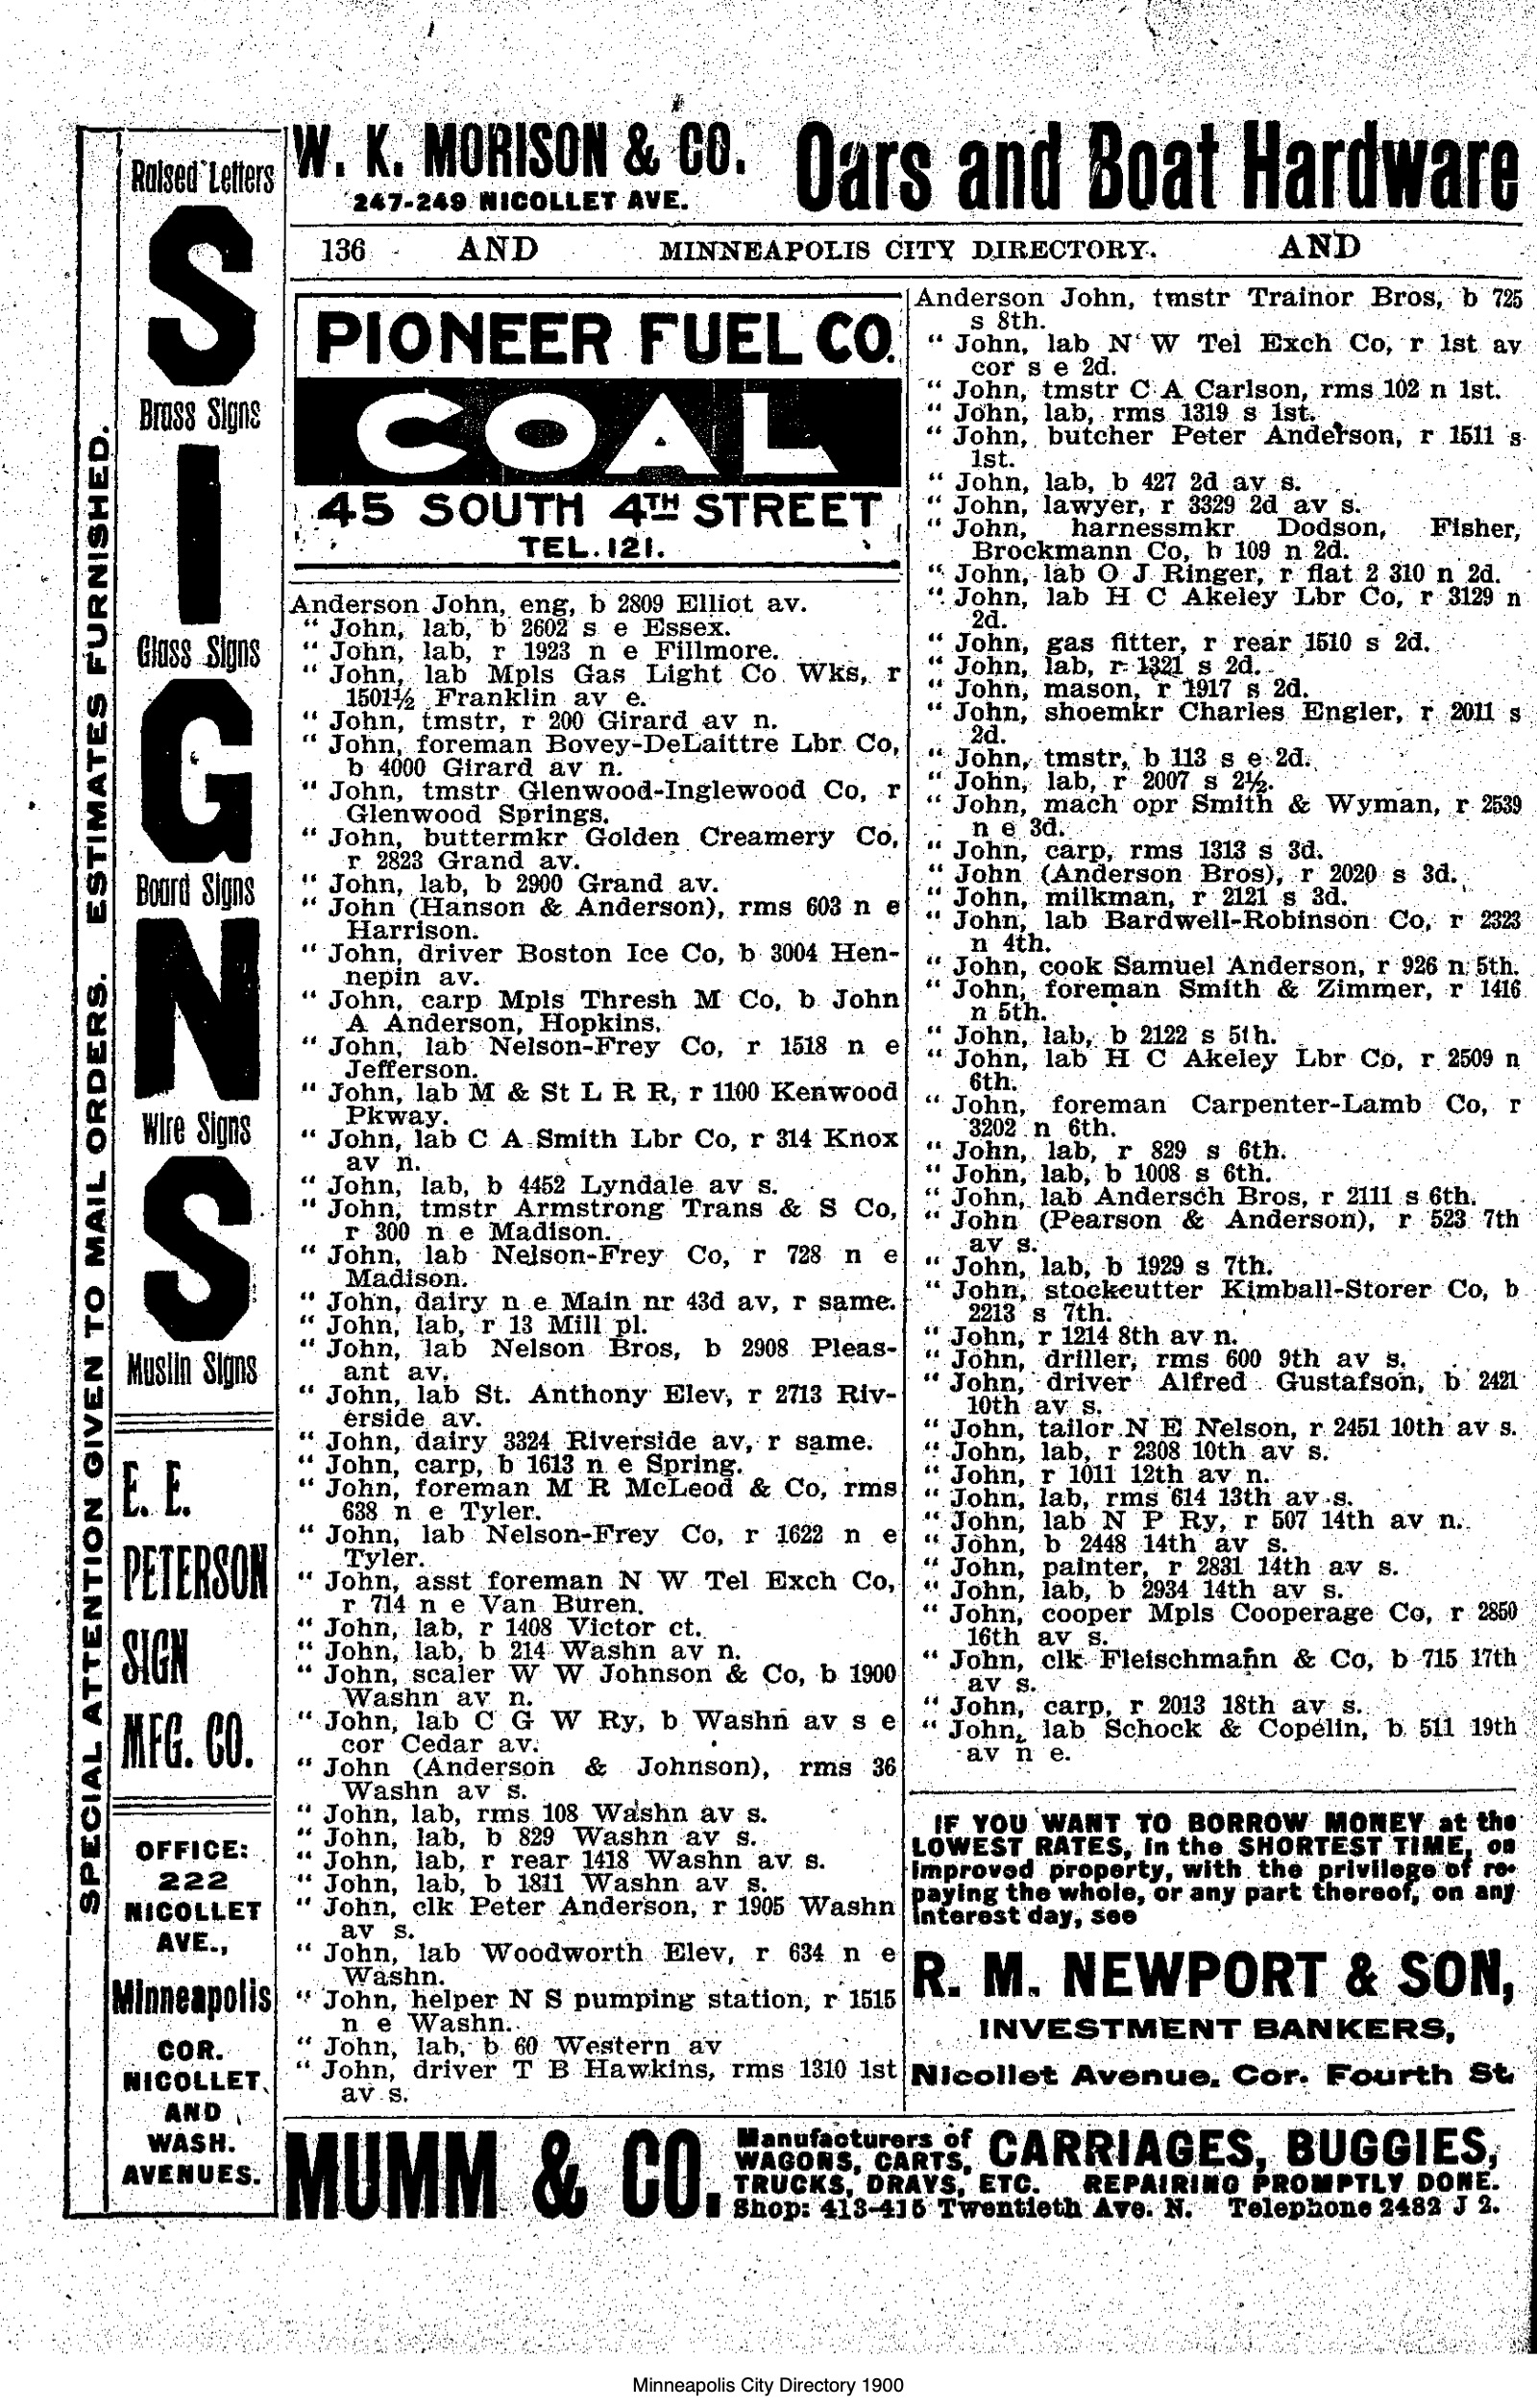 W. K. MORISON & CO.
247-249 NICOLLET AVE.
Oars and Boat Hardware
136 AND MINNEAPOLIS CITY DIRECTORY. AND
SPECIAL ATTENTION GIVEN TO MAIL ORDERS. ESTIMATES FURNISHED.
Raised Letters
S
Brass Signs
I
Glass Signs
G
Board Signs
N
Wire Signs
S
Muslin Signs
E. E.
PETERSON
SIGN
MFG. CO.
OFFICE:
222
NICOLLET
AVE.,
Minneapolis
COR.
NICOLLET
AND
WASH.
AVENUES.
PIONEER FUEL CO.
COAL
45 SOUTH 4TH STREET
TEL. 121.
Anderson John, eng, b 2809 Elliot av.
" John, lab, b 2602 s e Essex.
" John, lab, r 1923 n e Fillmore.
" John, lab Mpls Gas Light Co Wks, r
1501½ Franklin av e.
" John, tmstr, r 200 Girard av n.
" John, foreman Bovey-DeLaittre Lbr Co,
b 4000 Girard av n.
" John, tmstr Glenwood-Inglewood Co, r
Glenwood Springs.
" John, buttermkr Golden Creamery Co,
r 2823 Grand av.
" John, lab, b 2900 Grand av.
" John (Hanson & Anderson), rms 603 n e
Harrison.
" John, driver Boston Ice Co, b 3004 Hen-
nepin av.
" John, carp Mpls Thresh M Co, b John
A Anderson, Hopkins.
" John, lab Nelson-Frey Co, r 1518 n e
Jefferson.
" John, lab M & St L R R, r 1100 Kenwood
Pkway.
" John, lab C A Smith Lbr Co, r 314 Knox
av n.
" John, lab, b 4452 Lyndale av s.
" John, tmstr Armstrong Trans & S Co,
r 300 n e Madison.
" John, lab Nelson-Frey Co, r 728 n e
Madison.
" John, dairy n e Main nr 43d av, r same.
" John, lab, r 13 Mill pl.
" John, lab Nelson Bros, b 2908 Pleas-
ant av.
" John, lab St. Anthony Elev, r 2713 Riv-
erside av.
" John, dairy 3324 Riverside av, r same.
" John, carp, b 1613 n e Spring.
" John, foreman M R McLeod & Co, rms
638 n e Tyler.
" John, lab Nelson-Frey Co, r 1622 n e
Tyler.
" John, asst foreman N W Tel Exch Co,
r 714 n e Van Buren.
" John, lab, r 1408 Victor ct.
" John, lab, b 214 Washn av n.
" John, scaler W W Johnson & Co, b 1900
Washn av n.
" John, lab C G W Ry, b Washn av s e
cor Cedar av.
" John (Anderson & Johnson), rms 36
Washn av s.
" John, lab, rms 108 Washn av s.
" John, lab, b 829 Washn av s.
" John, lab, r rear 1418 Washn av s.
" John, lab, b 1811 Washn av s.
" John, clk Peter Anderson, r 1905 Washn
av s.
" John, lab Woodworth Elev, r 634 n e
Washn.
" John, helper N S pumping station, r 1515
n e Washn.
" John, lab, b 60 Western av
" John, driver T B Hawkins, rms 1310 1st
av s.
Anderson John, tmstr Trainor Bros, b 725
s 8th.
" John, lab N W Tel Exch Co, r 1st av
cor s e 2d.
" John, tmstr C A Carlson, rms 102 n 1st.
" John, lab, rms 1319 s 1st.
" John, butcher Peter Anderson, r 1511 s
1st.
" John, lab, b 427 2d av s.
" John, lawyer, r 3329 2d av s.
" John, harnessmkr Dodson, Fisher,
Brockmann Co, b 109 n 2d.
" John, lab O J Ringer, r flat 2 310 n 2d.
" John, lab H C Akeley Lbr Co, r 3129 n
2d.
" John, gas fitter, r rear 1510 s 2d.
" John, lab, r 1321 s 2d.
" John, mason, r 1917 s 2d.
" John, shoemkr Charles Engler, r 2011 s
2d.
" John, tmstr, b 113 s e 2d.
" John, lab, r 2007 s 2½.
" John, mach opr Smith & Wyman, r 2539
n e 3d.
" John, carp, rms 1313 s 3d.
" John (Anderson Bros), r 2020 s 3d.
" John, milkman, r 2121 s 3d.
" John, lab Bardwell-Robinson Co, r 2323
n 4th.
" John, cook Samuel Anderson, r 926 n 5th.
" John, foreman Smith & Zimmer, r 1416
n 5th.
" John, lab, b 2122 s 5th.
" John, lab H C Akeley Lbr Co, r 2509 n
6th.
" John, foreman Carpenter-Lamb Co, r
3202 n 6th.
" John, lab, r 829 s 6th.
" John, lab, b 1008 s 6th.
" John, lab Andersch Bros, r 2111 s 6th.
" John (Pearson & Anderson), r 523 7th
av s.
" John, lab, b 1929 s 7th.
" John, stockcutter Kimball-Storer Co, b
2213 s 7th.
" John, r 1214 8th av n.
" John, driller, rms 600 9th av s.
" John, driver Alfred Gustafson, b 2421
10th av s.
" John, tailor N E Nelson, r 2451 10th av s.
" John, lab, r 2308 10th av s.
" John, r 1011 12th av n.
" John, lab, rms 614 13th av s.
" John, lab N P Ry, r 507 14th av n.
" John, b 2448 14th av s.
" John, painter, r 2831 14th av s.
" John, lab, b 2934 14th av s.
" John, cooper Mpls Cooperage Co, r 2850
16th av s.
" John, clk Fleischmann & Co, b 715 17th
av s.
" John, carp, r 2013 18th av s.
" John, lab Schock & Copelin, b 511 19th
av n e.
IF YOU WANT TO BORROW MONEY at the
LOWEST RATES, in the SHORTEST TIME, on
improved property, with the privilege of re-
paying the whole, or any part thereof, on any
interest day, see
R. M. NEWPORT & SON,
INVESTMENT BANKERS,
Nicollet Avenue, Cor. Fourth St.
MUMM & CO.
Manufacturers of
WAGONS, CARTS,
CARRIAGES, BUGGIES,
TRUCKS, DRAYS, ETC. REPAIRING PROMPTLY DONE.
Shop: 413-415 Twentieth Ave. N. Telephone 2482 J 2.
Minneapolis City Directory 1900